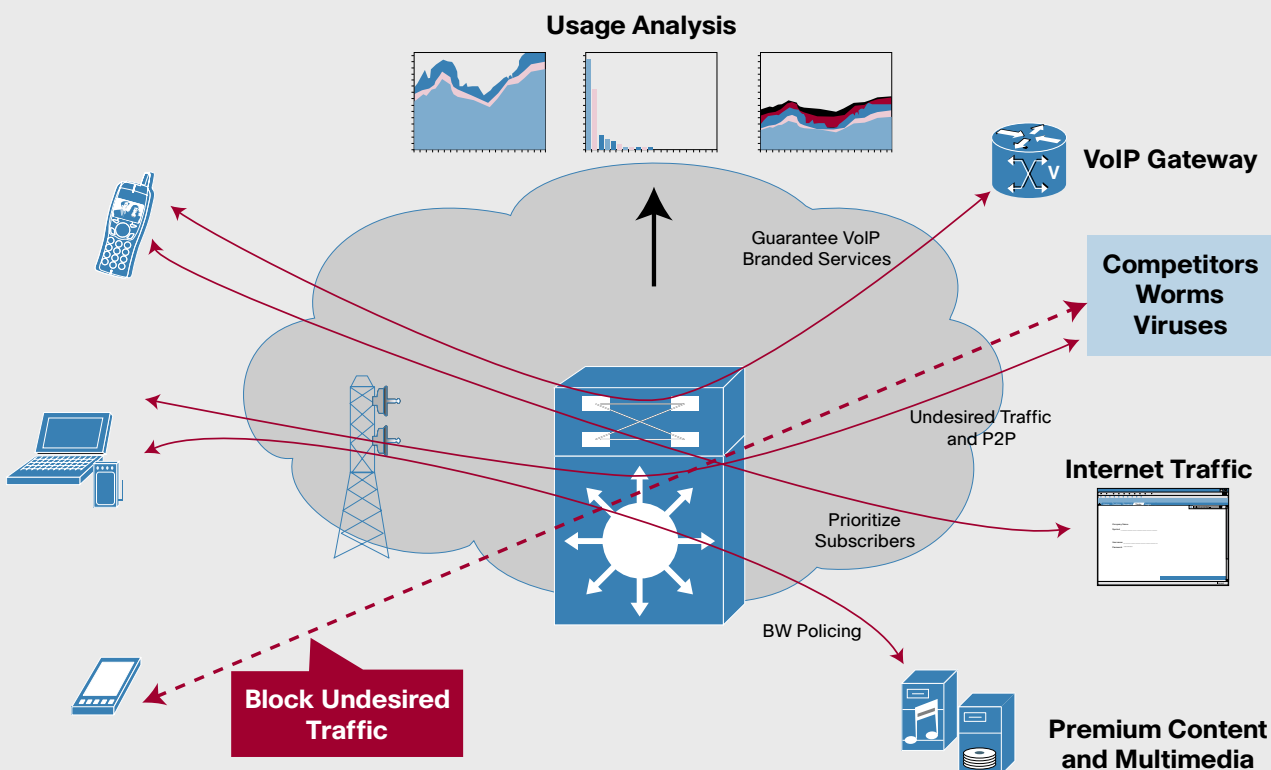 Usage Analysis
V
VoIP Gateway
Guarantee VoIP
Branded Services
Competitors
Worms
Viruses
Undesired Traffic
and P2P
Internet Traffic
Prioritize
Subscribers
BW Policing
Block Undesired
Traffic
Premium Content
and Multimedia